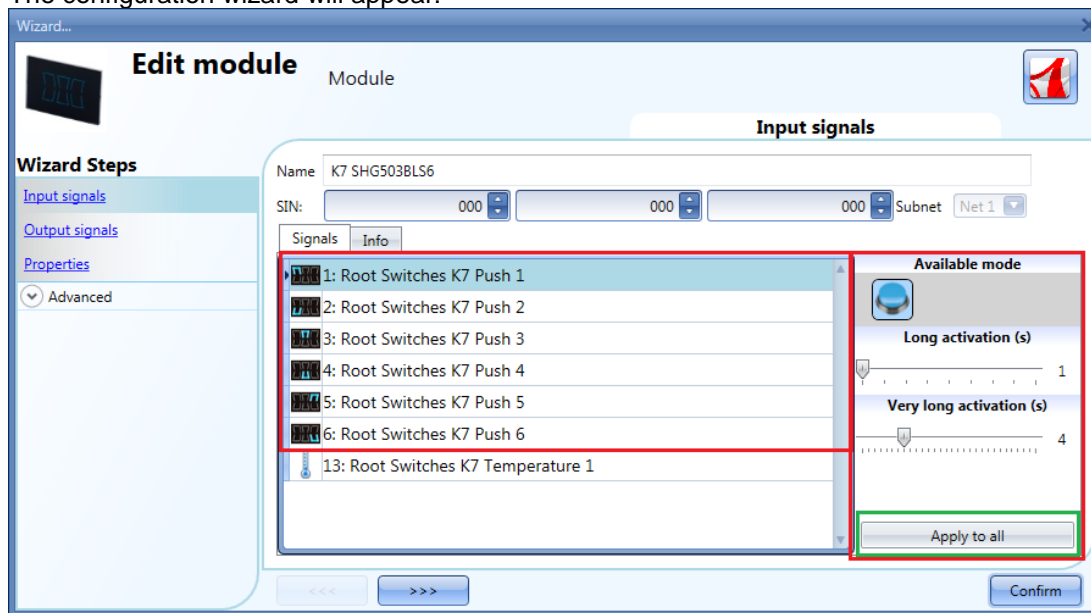 The configuration wizard will appear.
Wizard...
Edit module
Module
Input signals
Wizard Steps
Input signals
Output signals
Properties
Advanced
Name K7 SHG503BLS6
SIN: 000 000 000 Subnet Net 1
Signals Info
1: Root Switches K7 Push 1
2: Root Switches K7 Push 2
3: Root Switches K7 Push 3
4: Root Switches K7 Push 4
5: Root Switches K7 Push 5
6: Root Switches K7 Push 6
13: Root Switches K7 Temperature 1
Available mode
Long activation (s)
1
Very long activation (s)
4
Apply to all
<<< >>> Confirm